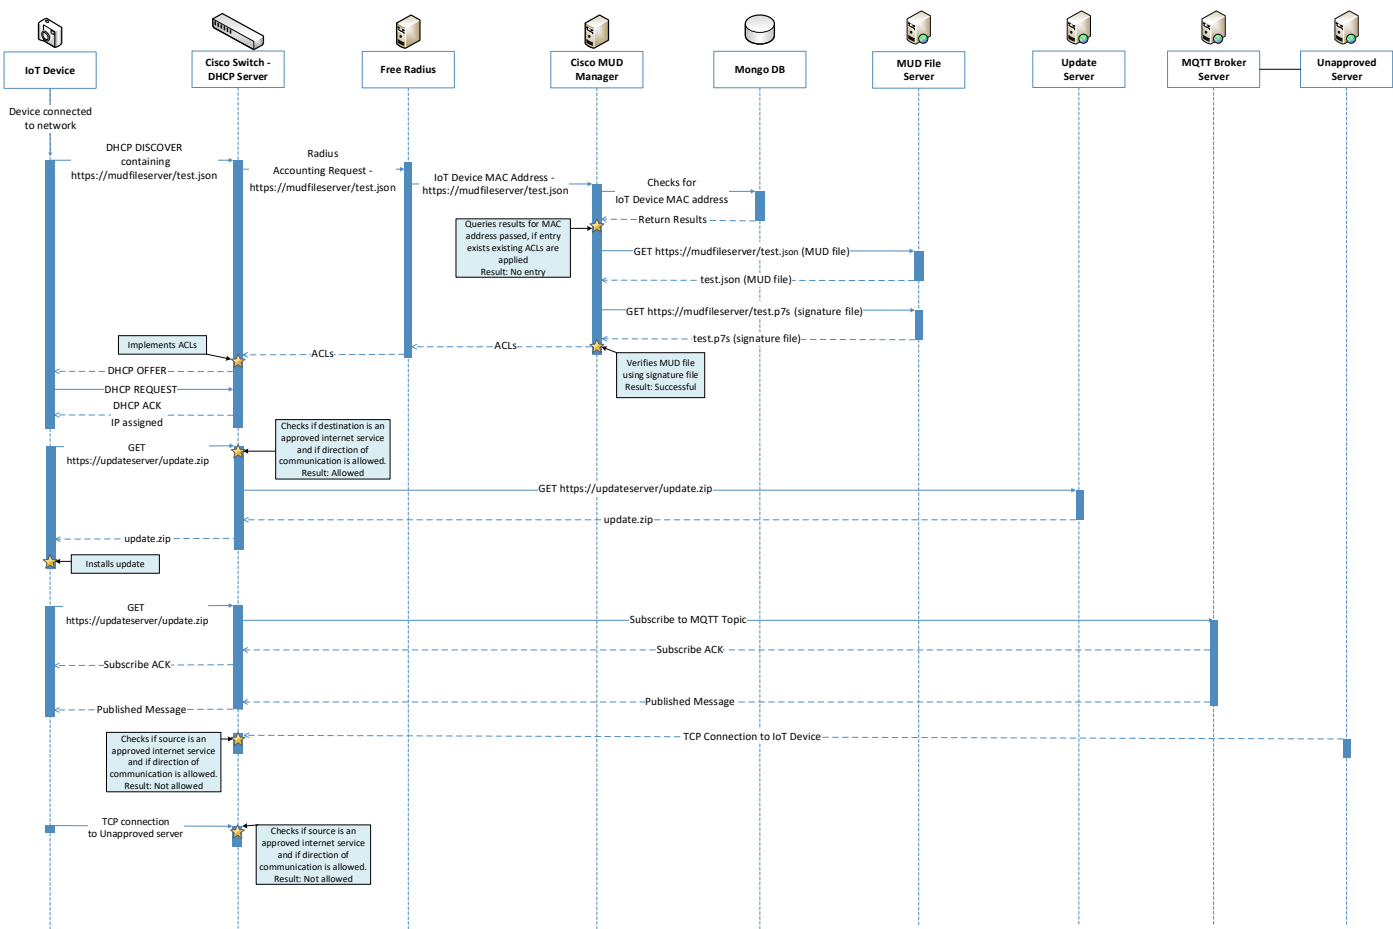 IoT Device
Cisco Switch -
DHCP Server
Free Radius
Cisco MUD
Manager
Mongo DB
MUD File
Server
Update
Server
MQTT Broker
Server
Unapproved
Server
Device connected
to network
DHCP DISCOVER
containing
https://mudfileserver/test.json
Radius
Accounting Request -
https://mudfileserver/test.json
IoT Device MAC Address -
https://mudfileserver/test.json
Checks for
IoT Device MAC address
Return Results
Queries results for MAC
address passed, if entry
exists existing ACLs are
applied
Result: No entry
GET https://mudfileserver/test.json (MUD file)
test.json (MUD file)
GET https://mudfileserver/test.p7s (signature file)
test.p7s (signature file)
ACLs
ACLs
Implements ACLs
Verifies MUD file
using signature file
Result: Successful
DHCP OFFER
DHCP REQUEST
DHCP ACK
IP assigned
GET
https://updateserver/update.zip
Checks if destination is an
approved internet service
and if direction of
communication is allowed.
Result: Allowed
GET https://updateserver/update.zip
update.zip
update.zip
Installs update
GET
https://updateserver/update.zip
Subscribe to MQTT Topic
Subscribe ACK
Subscribe ACK
Published Message
Published Message
TCP Connection to IoT Device
Checks if source is an
approved internet service
and if direction of
communication is allowed.
Result: Not allowed
TCP connection
to Unapproved server
Checks if source is an
approved internet service
and if direction of
communication is allowed.
Result: Not allowed